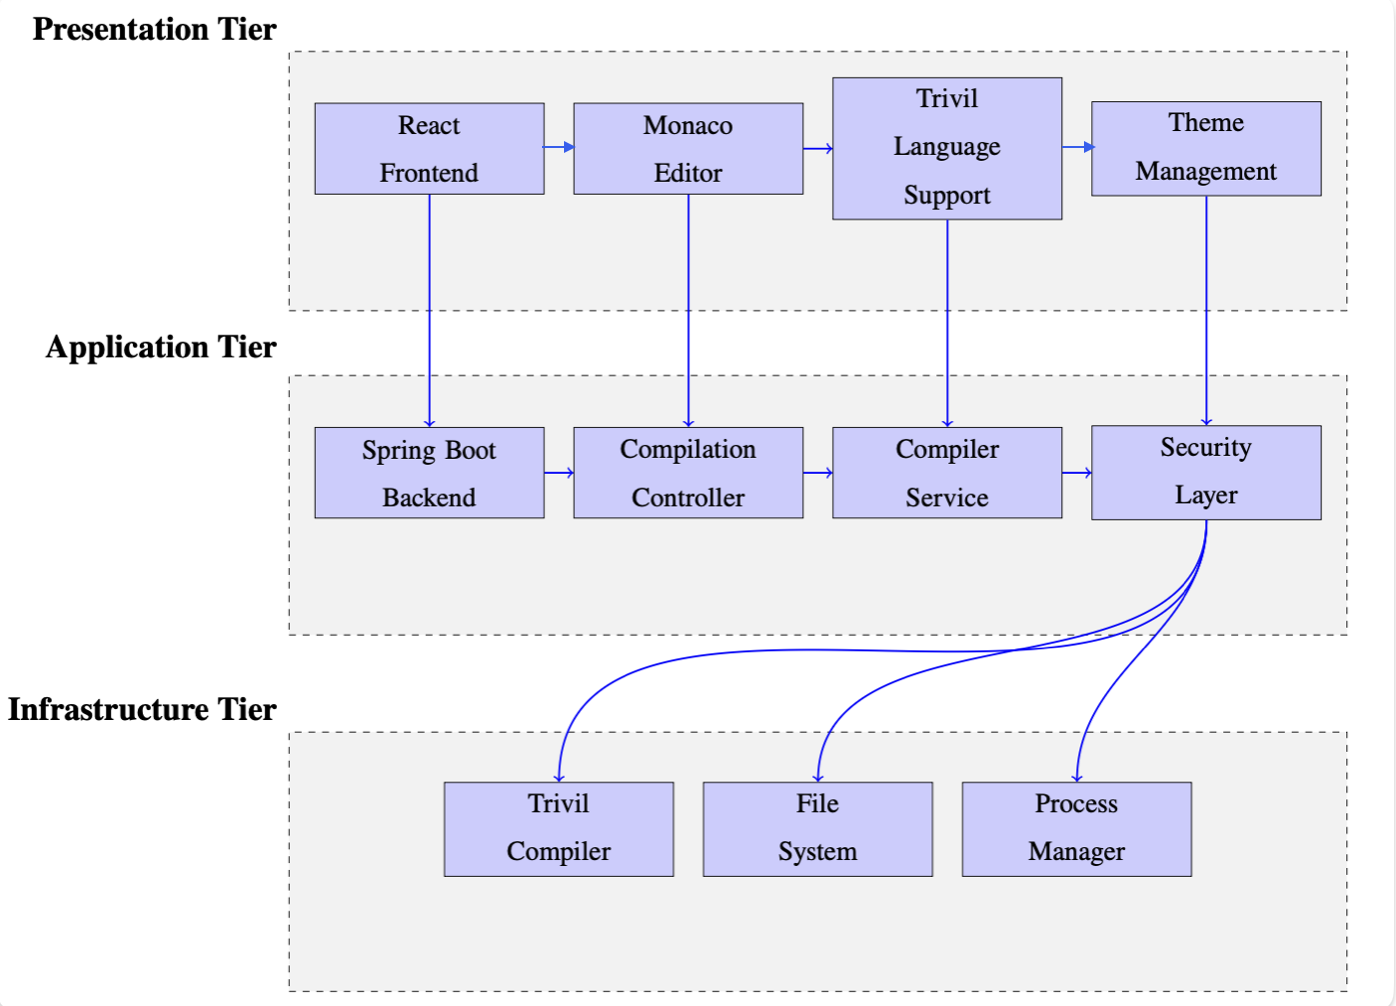 Presentation Tier
React
Frontend
Monaco
Editor
Trivil
Language
Support
Theme
Management
Application Tier
Spring Boot
Backend
Compilation
Controller
Compiler
Service
Security
Layer
Infrastructure Tier
Trivil
Compiler
File
System
Process
Manager